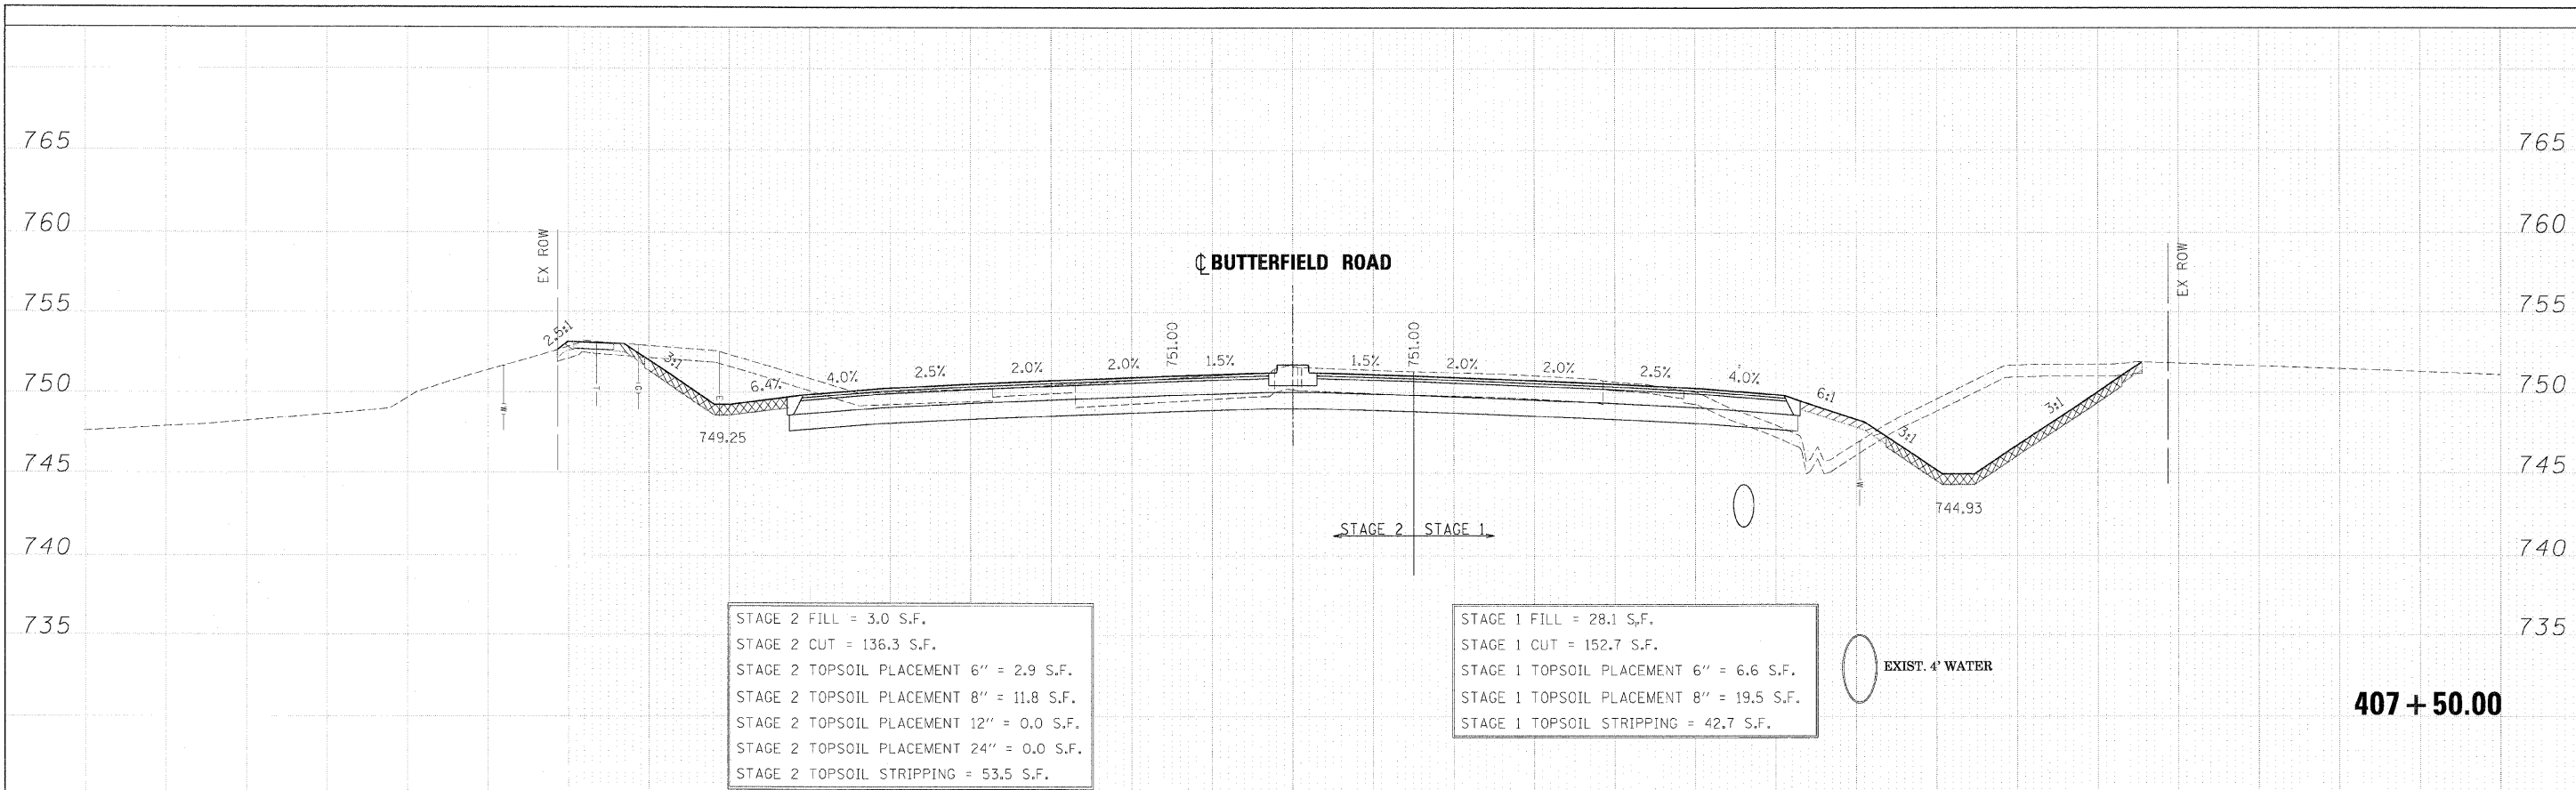 765
765
760
760
EX ROW
EX ROW
℄ BUTTERFIELD ROAD
755
755
2.5:1
3:1
6.4%
4.0%
2.5%
2.0%
2.0%
751.00
1.5%
1.5%
751.00
2.0%
2.0%
2.5%
4.0%
6:1
3:1
3:1
750
750
749.25
745
745
744.93
STAGE 2
STAGE 1
740
740
735
735
STAGE 2 FILL = 3.0 S.F.
STAGE 2 CUT = 136.3 S.F.
STAGE 2 TOPSOIL PLACEMENT 6'' = 2.9 S.F.
STAGE 2 TOPSOIL PLACEMENT 8'' = 11.8 S.F.
STAGE 2 TOPSOIL PLACEMENT 12'' = 0.0 S.F.
STAGE 2 TOPSOIL PLACEMENT 24'' = 0.0 S.F.
STAGE 2 TOPSOIL STRIPPING = 53.5 S.F.
STAGE 1 FILL = 28.1 S.F.
STAGE 1 CUT = 152.7 S.F.
STAGE 1 TOPSOIL PLACEMENT 6'' = 6.6 S.F.
STAGE 1 TOPSOIL PLACEMENT 8'' = 19.5 S.F.
STAGE 1 TOPSOIL STRIPPING = 42.7 S.F.
EXIST. 4' WATER
407 + 50.00